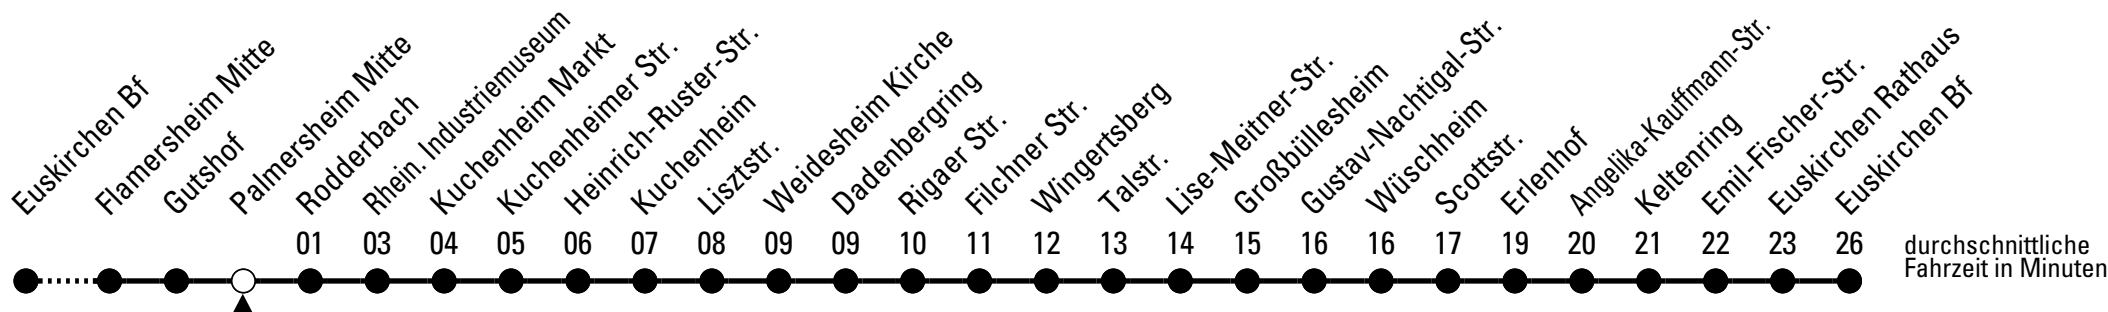 Euskirchen Bf
Flamersheim Mitte
Gutshof
Palmersheim Mitte
Rodderbach
Rhein. Industriemuseum
Kuchenheim Markt
Kuchenheimer Str.
Heinrich-Ruster-Str.
Kuchenheim
Lisztstr.
Weidesheim Kirche
Dadenbergring
Rigaer Str.
Filchner Str.
Wingertsberg
Talstr.
Lise-Meitner-Str.
Großbüllesheim
Gustav-Nachtigal-Str.
Wüschheim
Scottstr.
Erlenhof
Angelika-Kauffmann-Str.
Keltenring
Emil-Fischer-Str.
Euskirchen Rathaus
Euskirchen Bf
01 03 04 05 06 07 08 09 09 10 11 12 13 14 15 16 16 17 19 20 21 22 23 26
durchschnittliche
Fahrzeit in Minuten